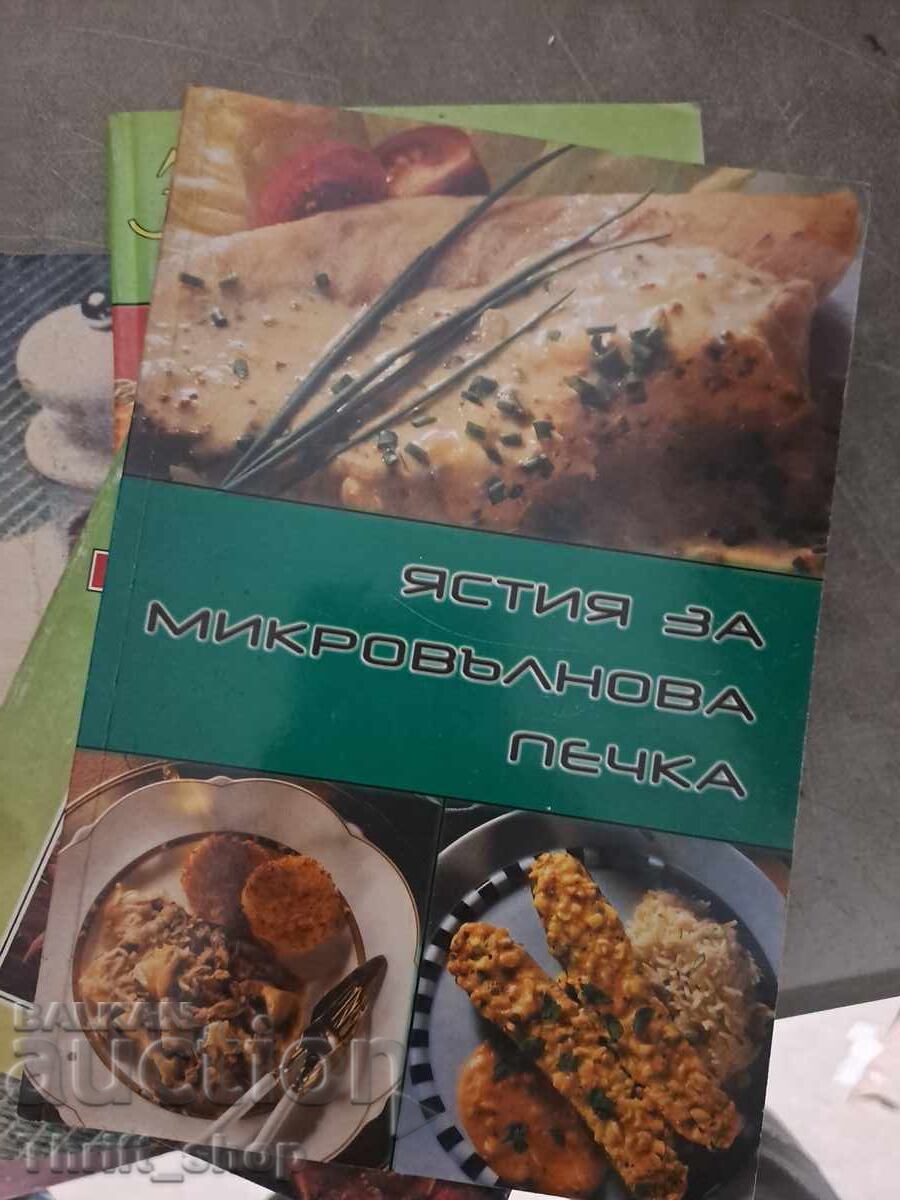 ЯСТИЯ ЗА
МИКРОВЪЛНОВА
ПЕЧКА
BALKAN
auction
Thrift_shop